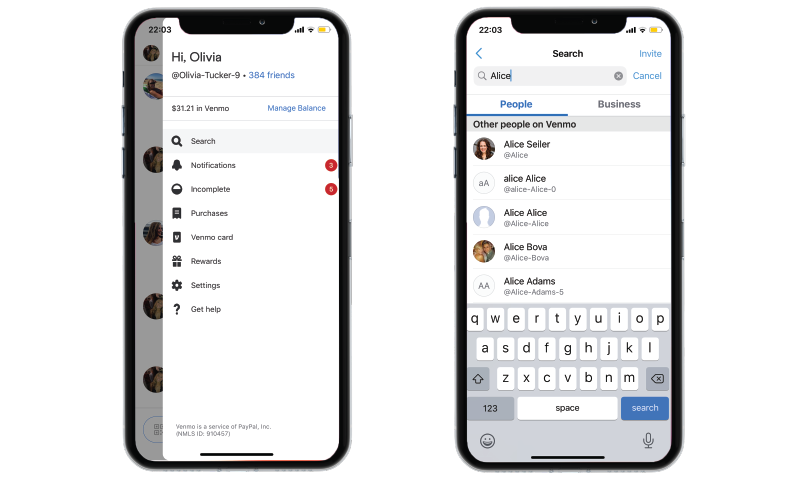 22:03
Hi, Olivia
@Olivia-Tucker-9 • 384 friends
$31.21 in Venmo Manage Balance
Search
Notifications 3
Incomplete 5
Purchases
Venmo card
Rewards
Settings
? Get help
Venmo is a service of PayPal, Inc.
(NMLS ID: 910457)
22:03
Search Invite
Alice Cancel
People Business
Other people on Venmo
Alice Seiler
@Alice
aA alice Alice
@alice-Alice-0
Alice Alice
@Alice-Alice
Alice Bova
@Alice-Bova
AA Alice Adams
@Alice-Adams-5
q w e r t y u i o p
a s d f g h j k l
z x c v b n m
123 space search